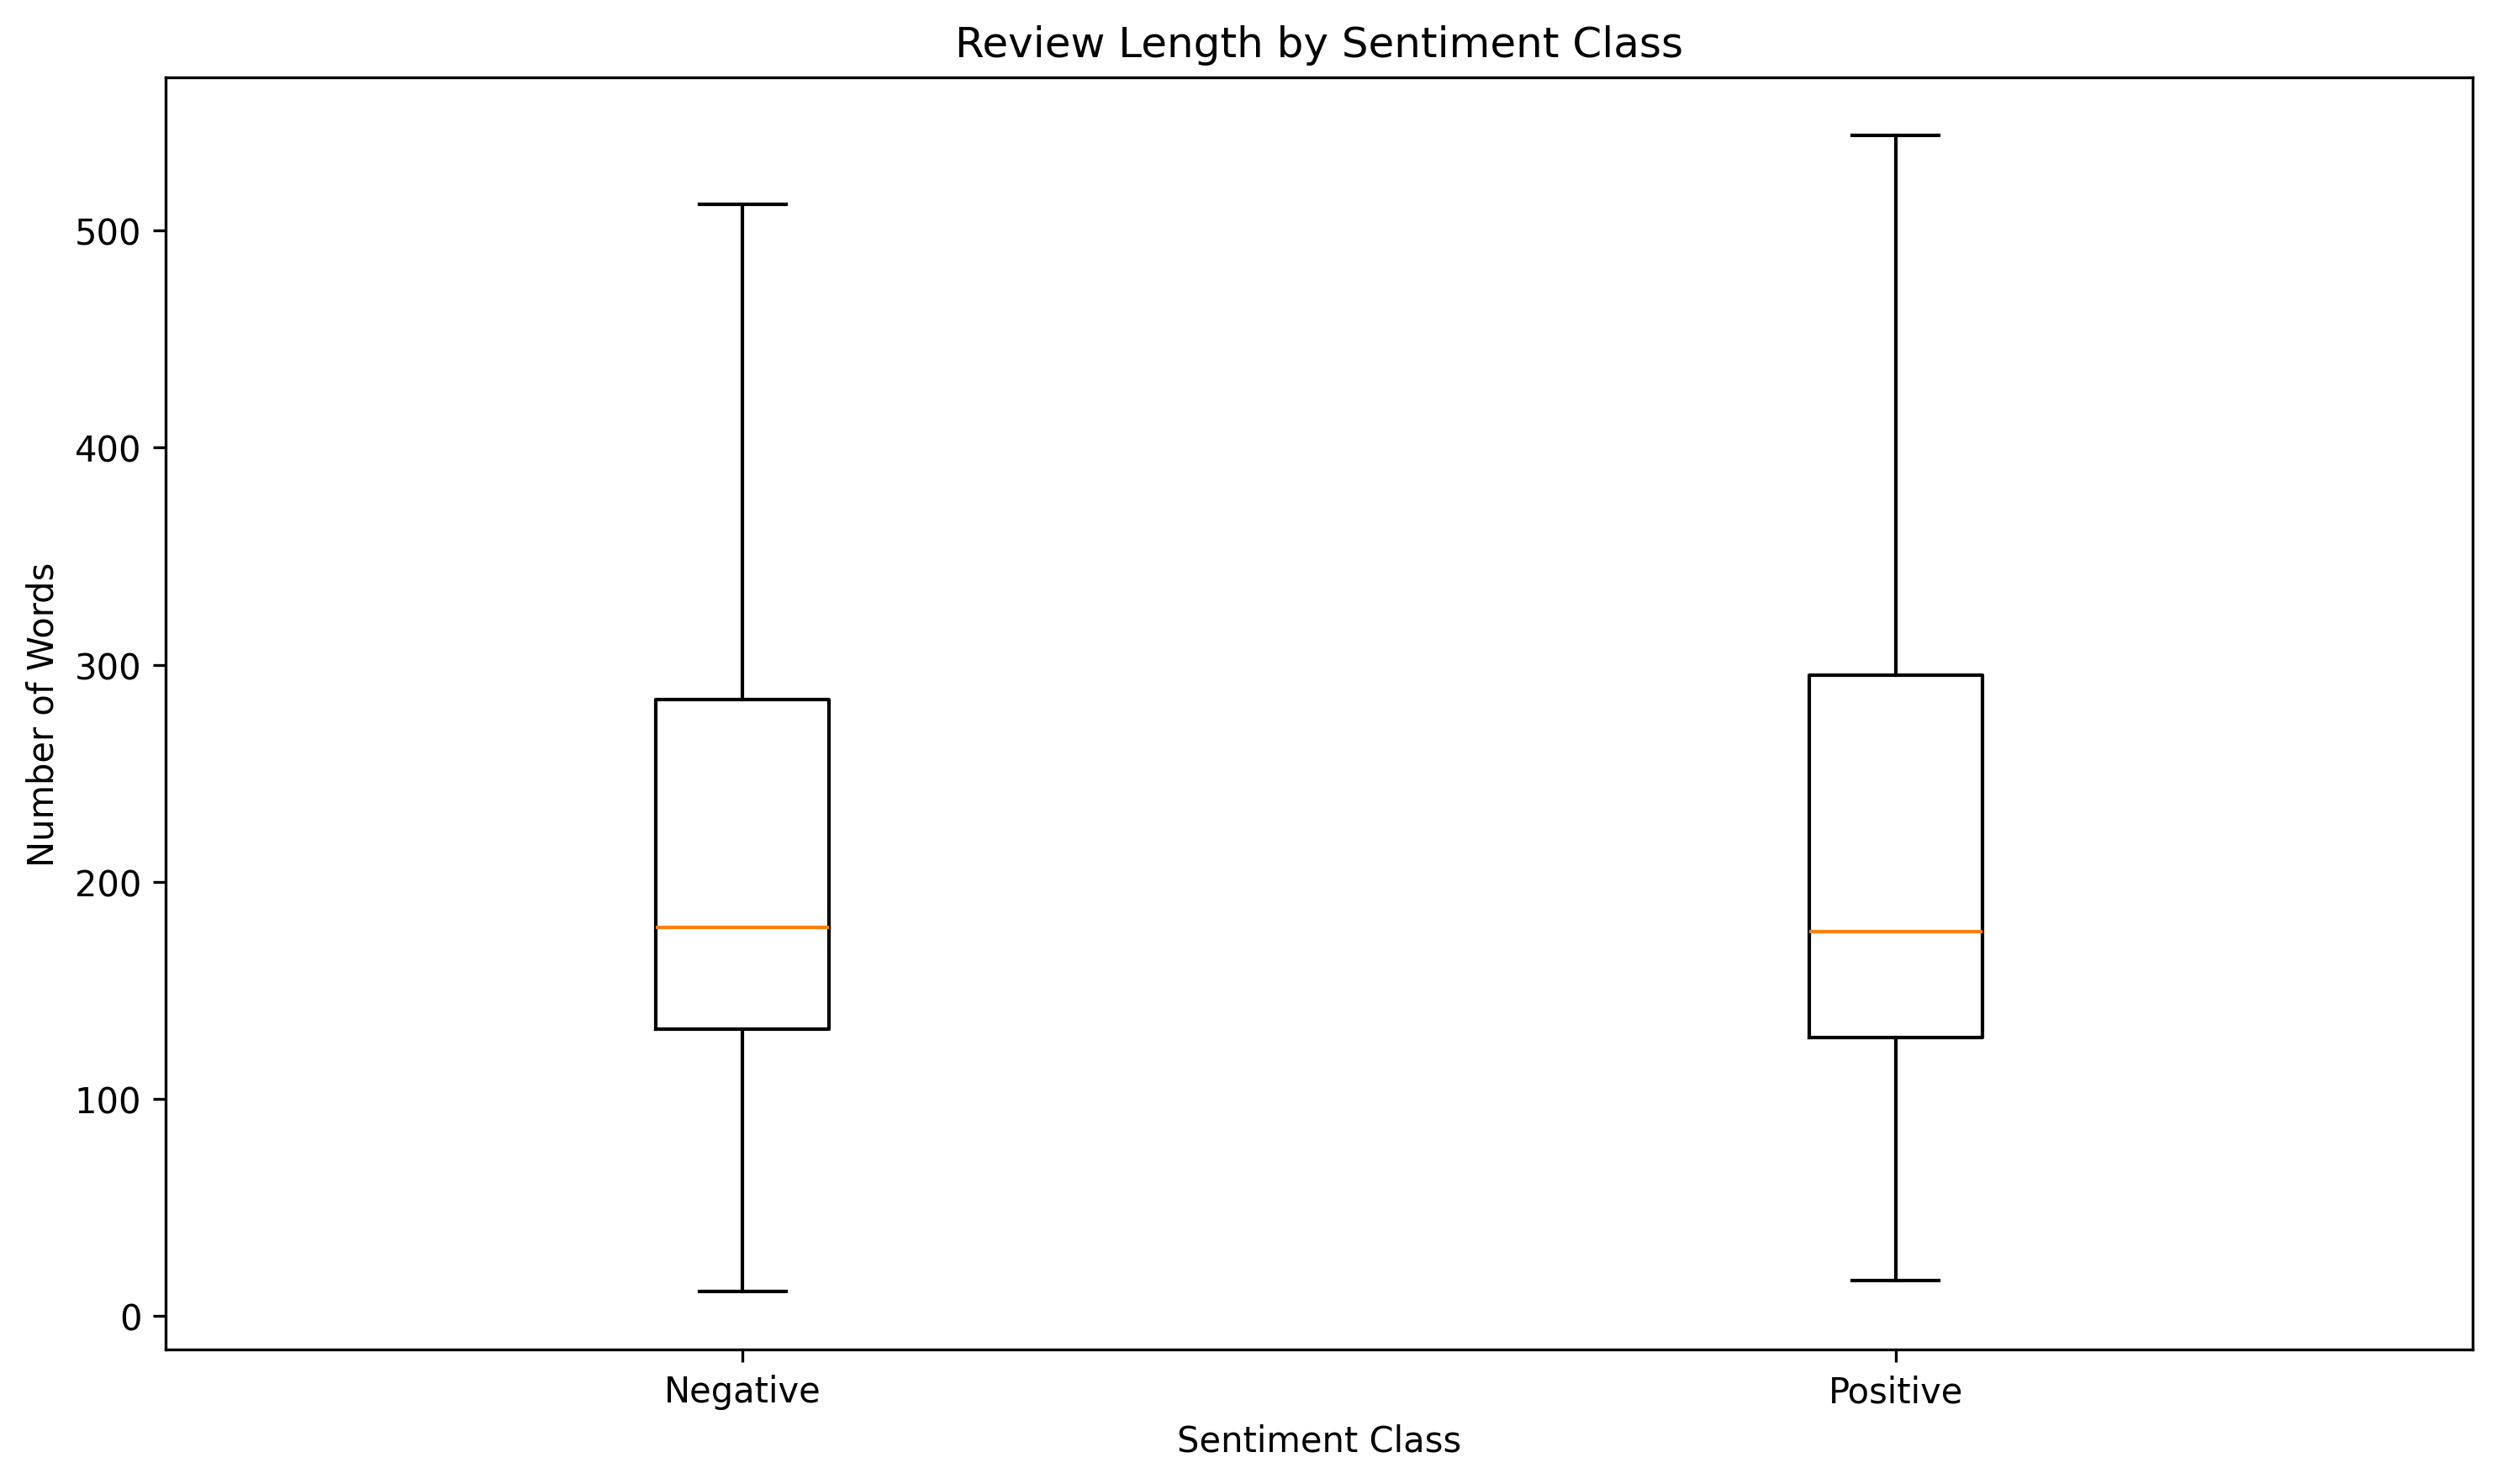 Review Length by Sentiment Class
Number of Words
500
400
300
200
100
0
Negative
Positive
Sentiment Class